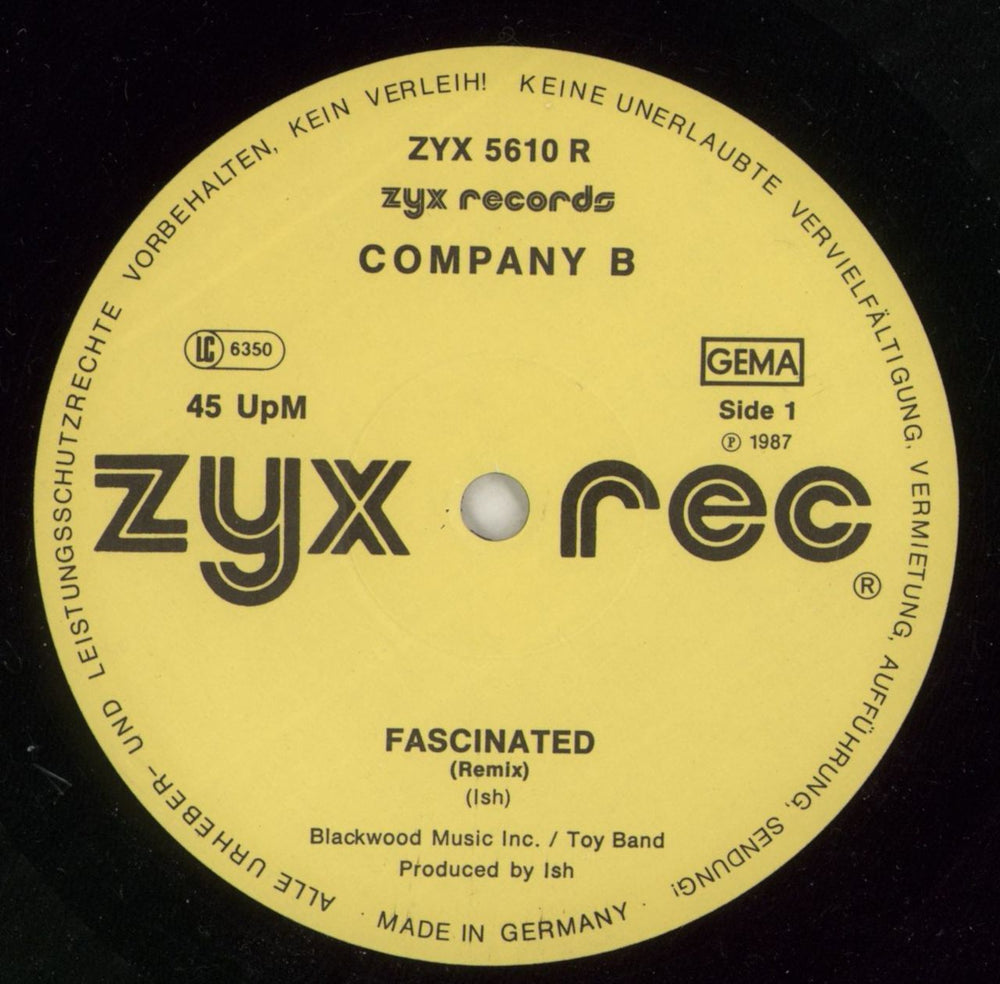 ALLE URHEBER- UND LEISTUNGSSCHUTZRECHTE VORBEHALTEN, KEIN VERLEIH! KEINE UNERLAUBTE VERVIELFÄLTIGUNG, VERMIETUNG, AUFFÜHRUNG, SENDUNG!
ZYX 5610 R
zyx records
COMPANY B
LC 6350
GEMA
45 UpM
Side 1
Ⓟ 1987
zyx rec ®
FASCINATED
(Remix)
(Ish)
Blackwood Music Inc. / Toy Band
Produced by Ish
MADE IN GERMANY